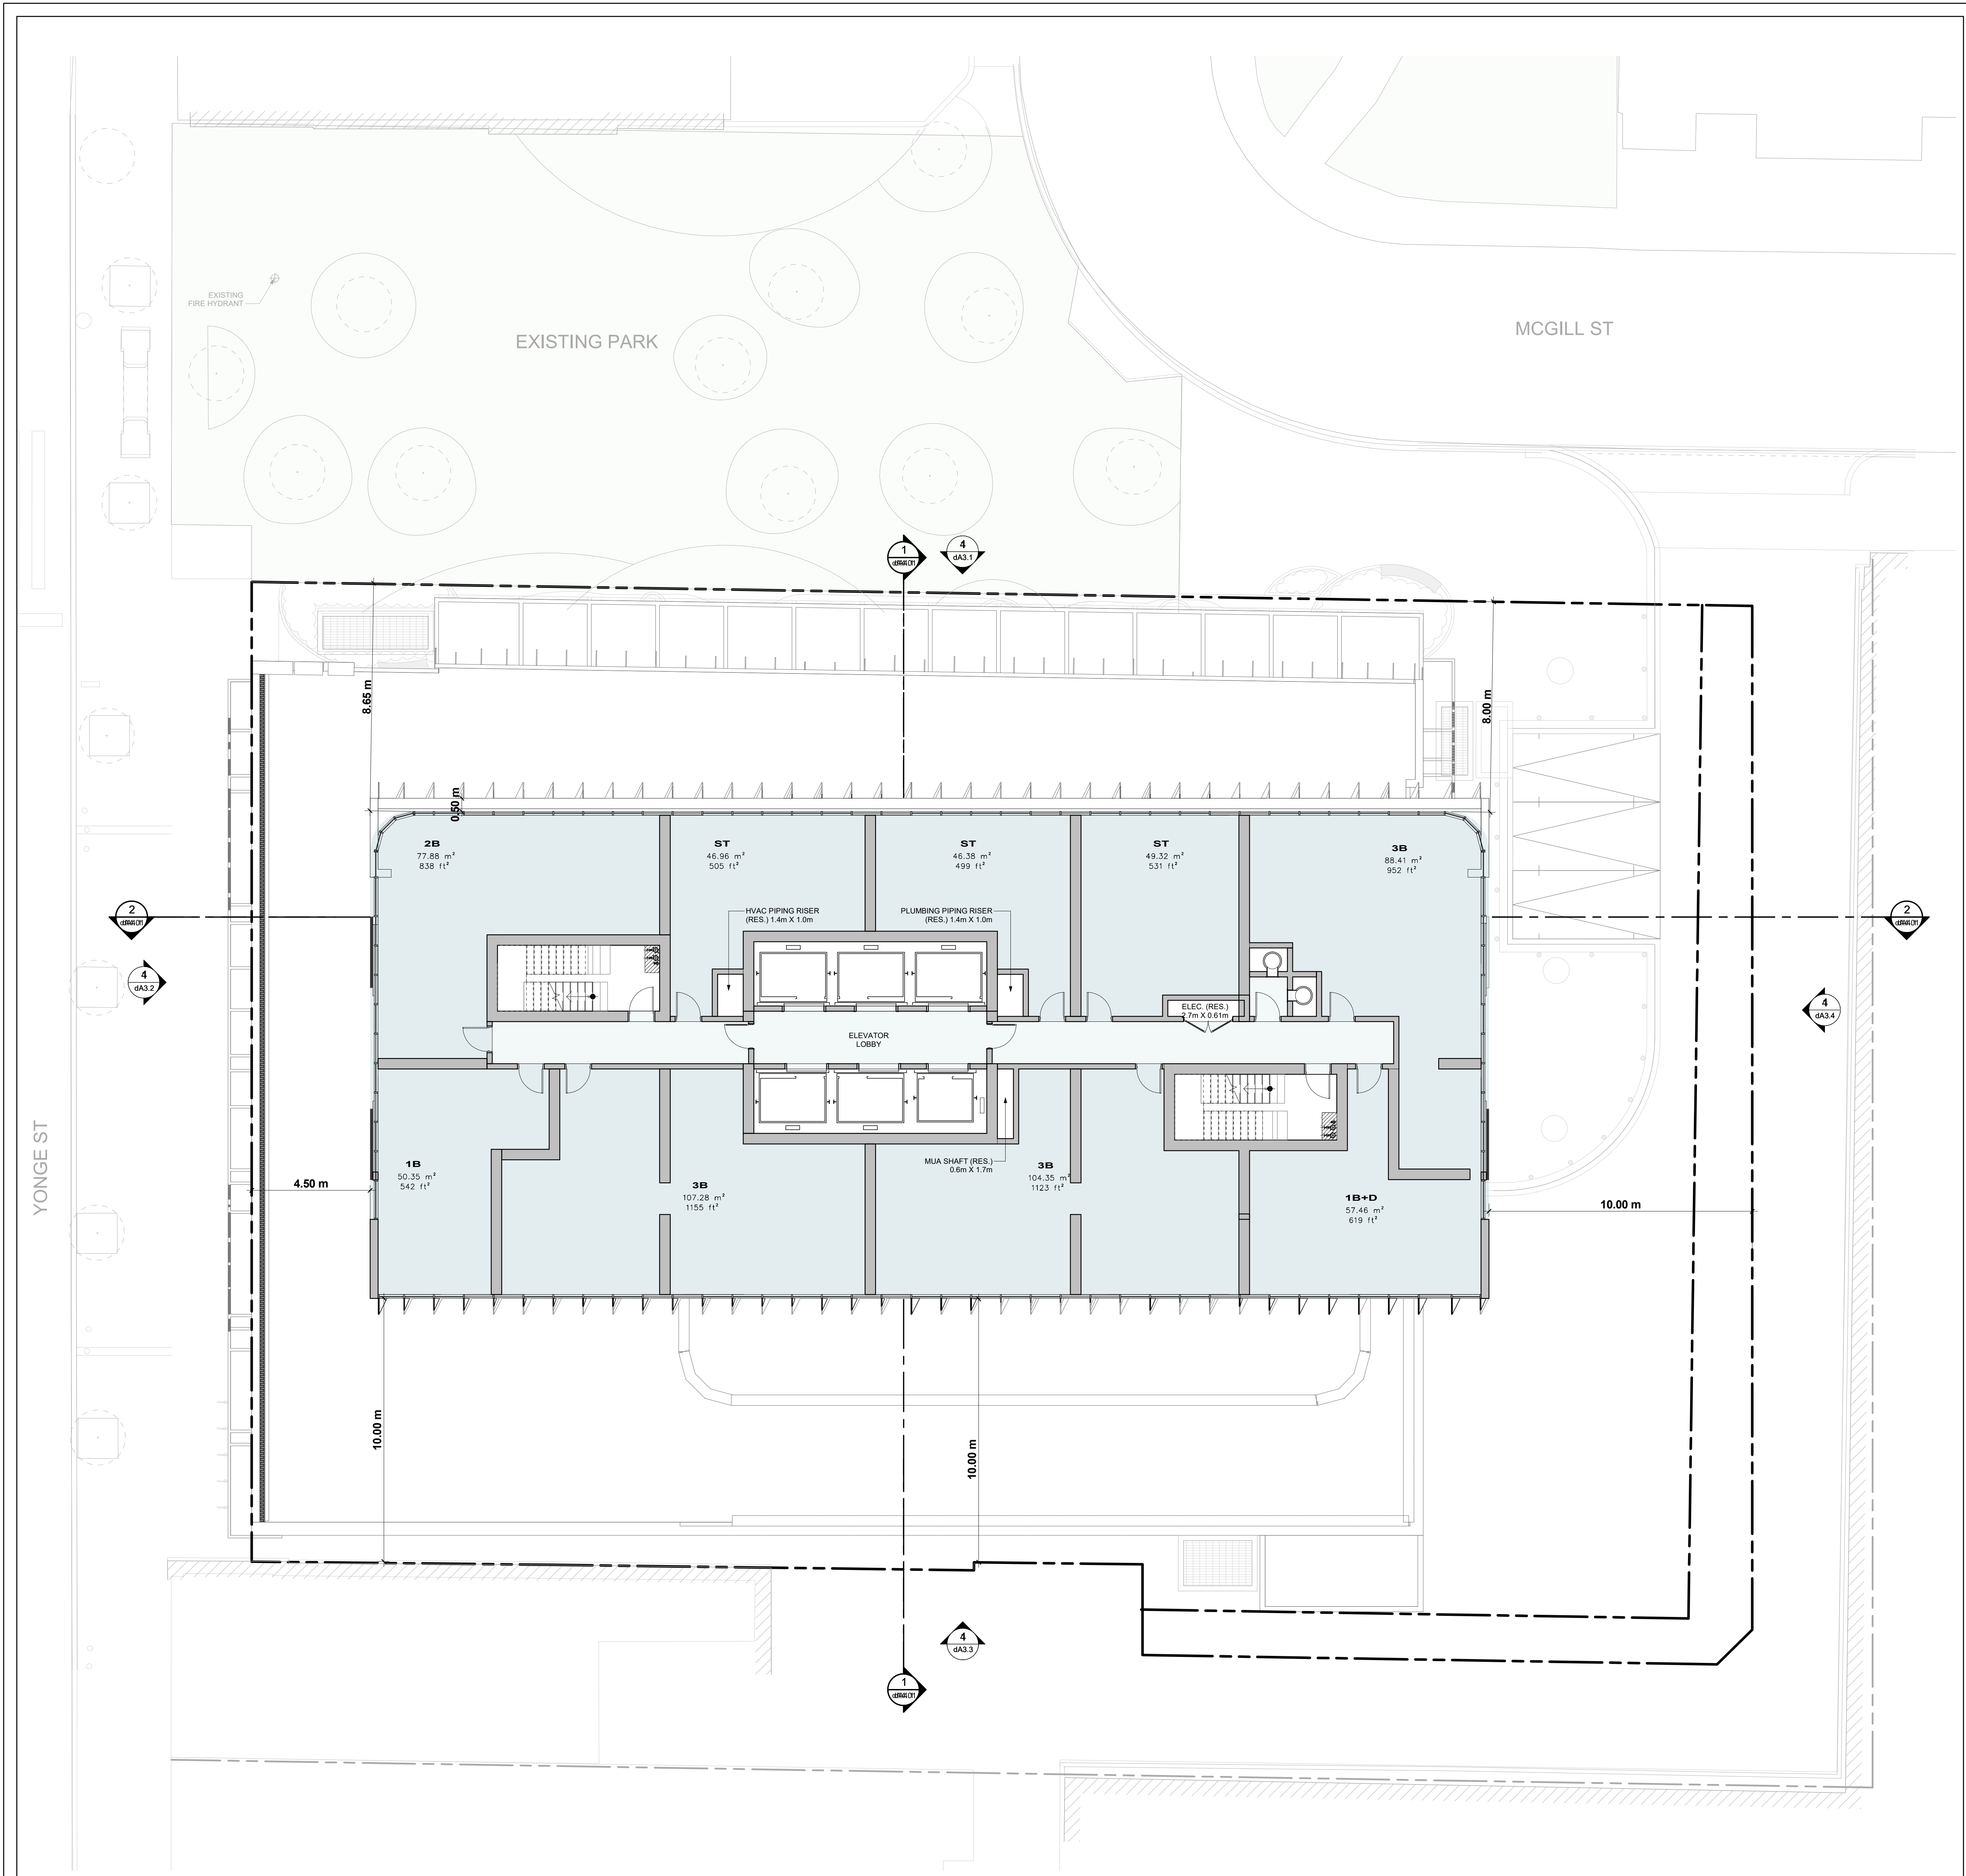 EXISTING
FIRE HYDRANT
EXISTING PARK
MCGILL ST
1
4
dA3.1
8.65 m
8.00 m
0.50 m
2B
77.88 m²
838 ft²
ST
46.96 m²
505 ft²
ST
46.38 m²
499 ft²
ST
49.32 m²
531 ft²
3B
88.41 m²
952 ft²
HVAC PIPING RISER
(RES.) 1.4m X 1.0m
PLUMBING PIPING RISER
(RES.) 1.4m X 1.0m
2
2
4
dA3.2
4
dA3.4
ELEC. (RES.)
2.7m X 0.61m
ELEVATOR
LOBBY
YONGE ST
1B
50.35 m²
542 ft²
3B
107.28 m²
1155 ft²
MUA SHAFT (RES.)
0.6m X 1.7m
3B
104.35 m²
1123 ft²
1B+D
57.46 m²
619 ft²
4.50 m
10.00 m
10.00 m
10.00 m
4
dA3.3
1